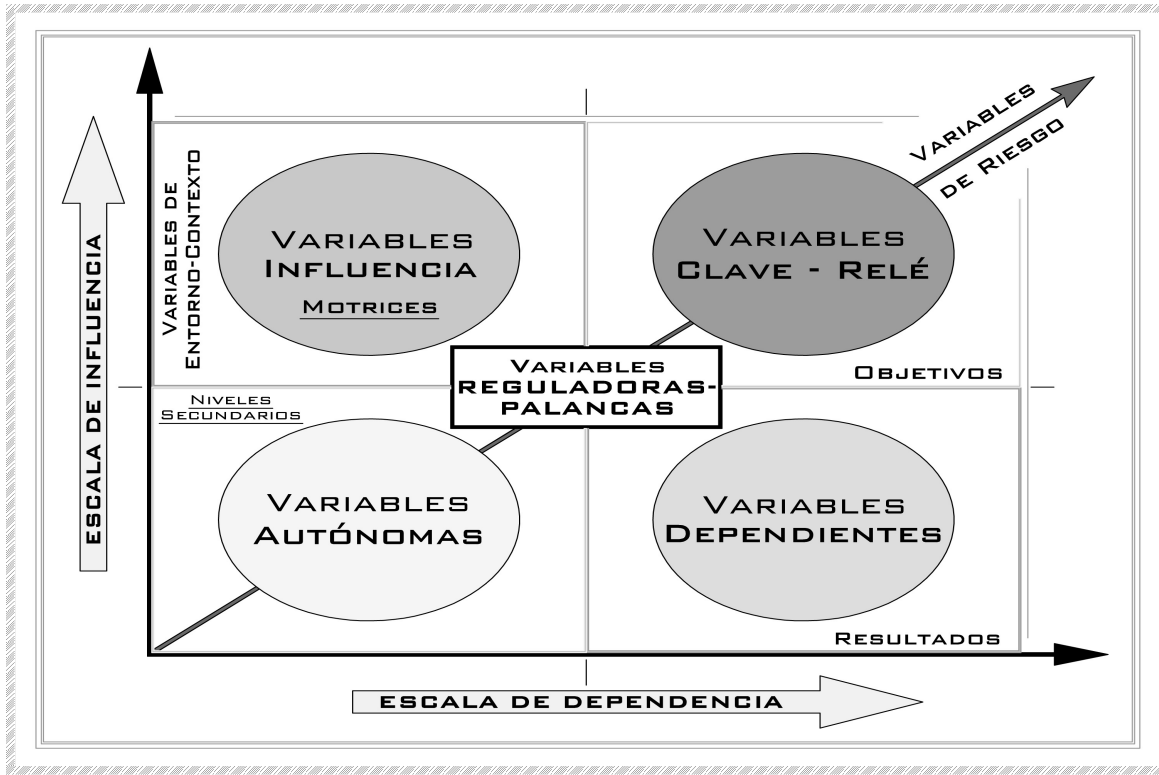 VARIABLES
DE RIESGO
VARIABLES DE
ENTORNO-CONTEXTO
VARIABLES
INFLUENCIA
MOTRICES
VARIABLES
CLAVE - RELÉ
OBJETIVOS
ESCALA DE INFLUENCIA
VARIABLES
REGULADORAS-
PALANCAS
NIVELES
SECUNDARIOS
VARIABLES
AUTÓNOMAS
VARIABLES
DEPENDIENTES
RESULTADOS
ESCALA DE DEPENDENCIA